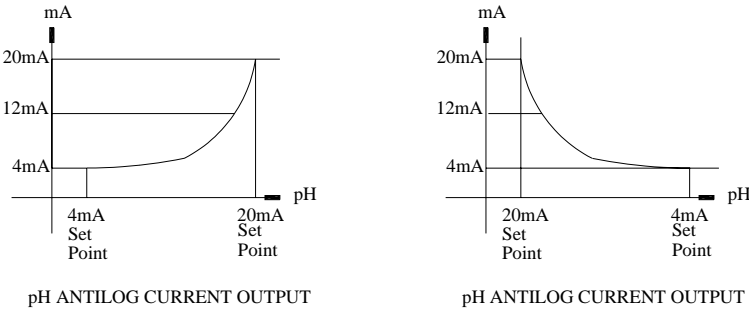 mA
20mA
12mA
4mA
pH
4mA
Set
Point
20mA
Set
Point
pH ANTILOG CURRENT OUTPUT
mA
20mA
12mA
4mA
pH
20mA
Set
Point
4mA
Set
Point
pH ANTILOG CURRENT OUTPUT